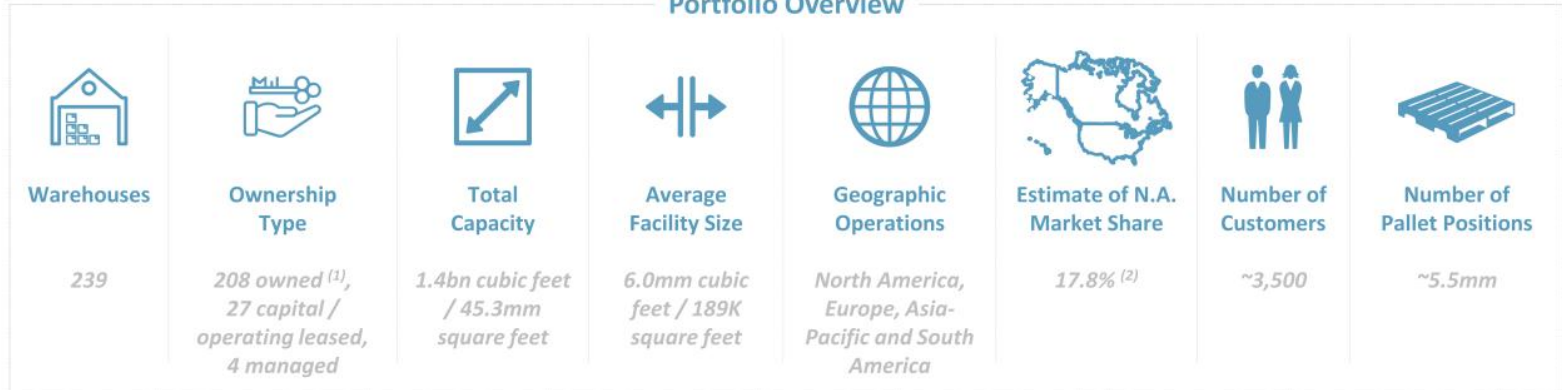 Portfolio Overview
Warehouses
239
Ownership
Type
208 owned (1),
27 capital /
operating leased,
4 managed
Total
Capacity
1.4bn cubic feet
/ 45.3mm
square feet
Average
Facility Size
6.0mm cubic
feet / 189K
square feet
Geographic
Operations
North America,
Europe, Asia-
Pacific and South
America
Estimate of N.A.
Market Share
17.8% (2)
Number of
Customers
~3,500
Number of
Pallet Positions
~5.5mm